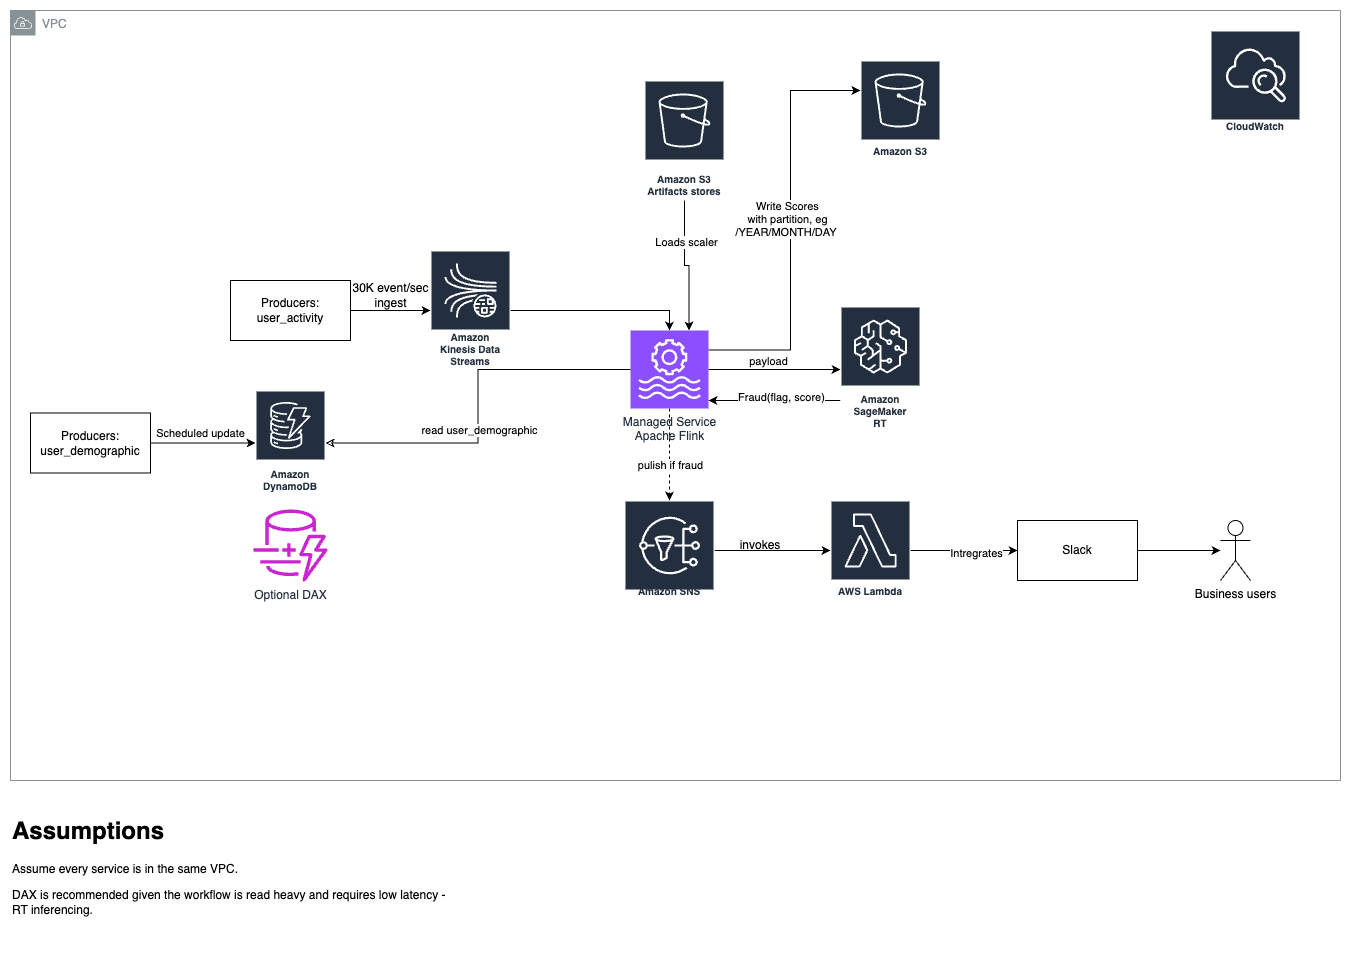 VPC
CloudWatch
Amazon S3
Amazon S3
Artifacts stores
Write Scores
with partition, eg
/YEAR/MONTH/DAY
Loads scaler
Producers:
user_activity
30K event/sec
ingest
Amazon
Kinesis Data
Streams
payload
Fraud(flag, score)
Amazon
SageMaker
RT
Managed Service
Apache Flink
Producers:
user_demographic
Scheduled update
read user_demographic
Amazon
DynamoDB
pulish if fraud
Optional DAX
Amazon SNS
invokes
AWS Lambda
Intregrates
Slack
Business users
Assumptions
Assume every service is in the same VPC.
DAX is recommended given the workflow is read heavy and requires low latency -
RT inferencing.